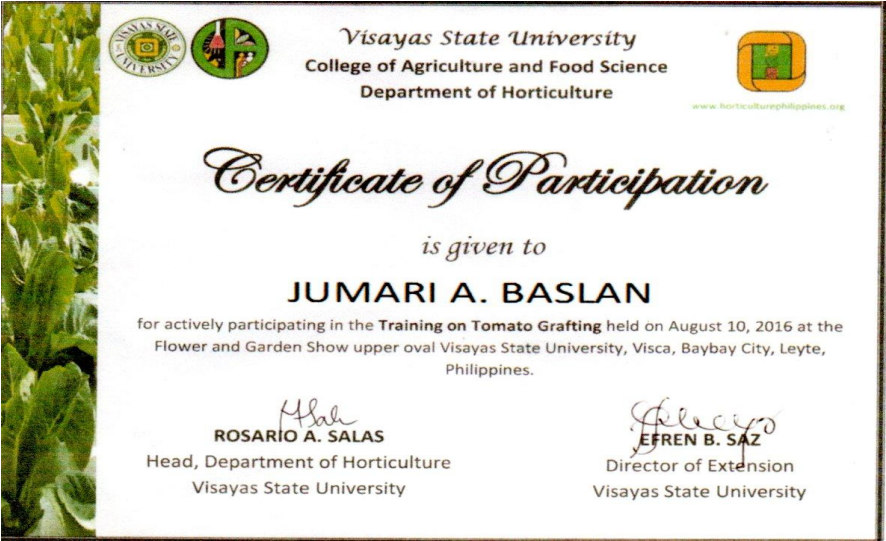 Visayas State University
College of Agriculture and Food Science
Department of Horticulture
VISAYAS STATE UNIVERSITY
www.horticulturephilippines.org
Certificate of Participation
is given to
JUMARI A. BASLAN
for actively participating in the Training on Tomato Grafting held on August 10, 2016 at the
Flower and Garden Show upper oval Visayas State University, Visca, Baybay City, Leyte,
Philippines.
ROSARIO A. SALAS
Head, Department of Horticulture
Visayas State University
EFREN B. SAZ
Director of Extension
Visayas State University